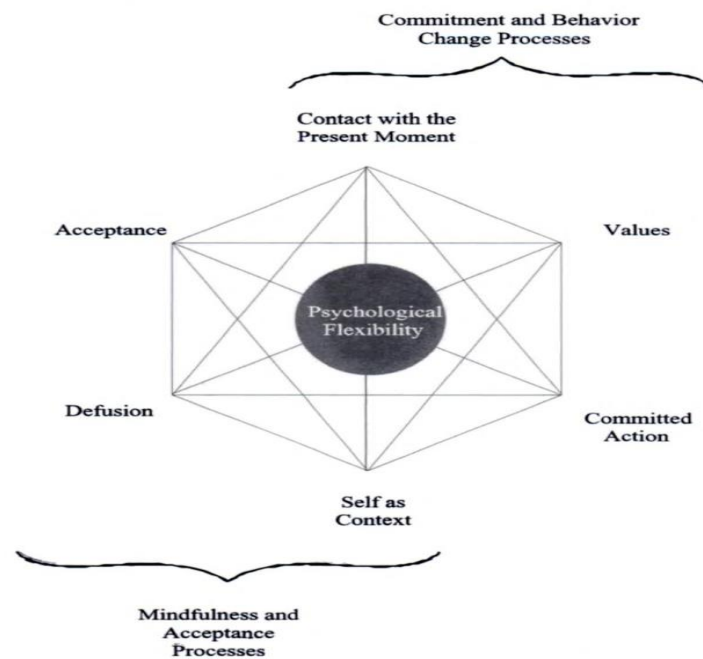 Commitment and Behavior
Change Processes
Contact with the
Present Moment
Acceptance
Values
Psychological
Flexibility
Defusion
Committed
Action
Self as
Context
Mindfulness and
Acceptance
Processes